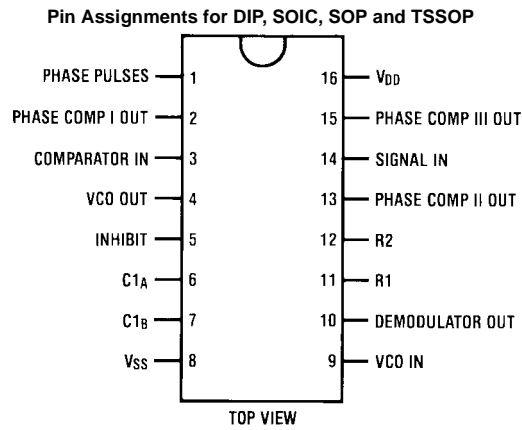 Pin Assignments for DIP, SOIC, SOP and TSSOP
PHASE PULSES 1 16 VDD
PHASE COMP I OUT 2 15 PHASE COMP III OUT
COMPARATOR IN 3 14 SIGNAL IN
VCO OUT 4 13 PHASE COMP II OUT
INHIBIT 5 12 R2
C1A 6 11 R1
C1B 7 10 DEMODULATOR OUT
VSS 8 9 VCO IN
TOP VIEW